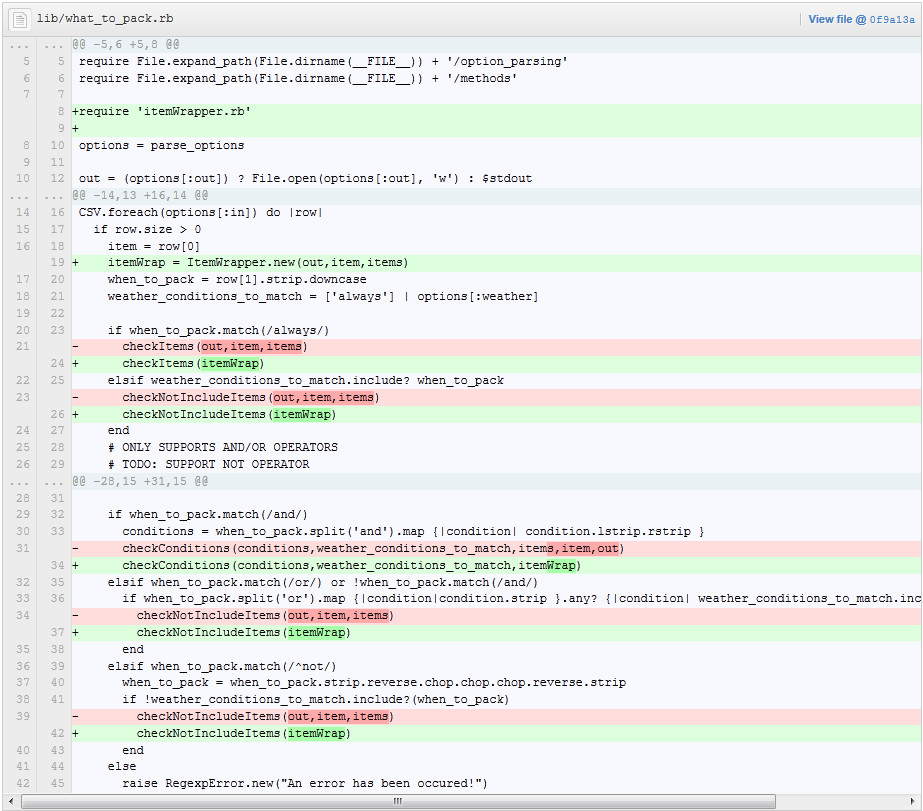 lib/what_to_pack.rb View file @ 0f9a13a
... ... @@ -5,6 +5,8 @@
5 5 require File.expand_path(File.dirname(__FILE__)) + '/option_parsing'
6 6 require File.expand_path(File.dirname(__FILE__)) + '/methods'
7 7
8 +require 'itemWrapper.rb'
9 +
8 10 options = parse_options
9 11
10 12 out = (options[:out]) ? File.open(options[:out], 'w') : $stdout
... ... @@ -14,13 +16,14 @@
14 16 CSV.foreach(options[:in]) do |row|
15 17 if row.size > 0
16 18 item = row[0]
19 + itemWrap = ItemWrapper.new(out,item,items)
17 20 when_to_pack = row[1].strip.downcase
18 21 weather_conditions_to_match = ['always'] | options[:weather]
19 22
20 23 if when_to_pack.match(/always/)
21 - checkItems(out,item,items)
24 + checkItems(itemWrap)
22 25 elsif weather_conditions_to_match.include? when_to_pack
23 - checkNotIncludeItems(out,item,items)
26 + checkNotIncludeItems(itemWrap)
24 27 end
25 28 # ONLY SUPPORTS AND/OR OPERATORS
26 29 # TODO: SUPPORT NOT OPERATOR
... ... @@ -28,15 +31,15 @@
28 31
29 32 if when_to_pack.match(/and/)
30 33 conditions = when_to_pack.split('and').map {|condition| condition.lstrip.rstrip }
31 - checkConditions(conditions,weather_conditions_to_match,items,item,out)
34 + checkConditions(conditions,weather_conditions_to_match,itemWrap)
32 35 elsif when_to_pack.match(/or/) or !when_to_pack.match(/and/)
33 36 if when_to_pack.split('or').map {|condition|condition.strip }.any? {|condition| weather_conditions_to_match.inc
34 - checkNotIncludeItems(out,item,items)
37 + checkNotIncludeItems(itemWrap)
35 38 end
36 39 elsif when_to_pack.match(/^not/)
37 40 when_to_pack = when_to_pack.strip.reverse.chop.chop.chop.reverse.strip
38 41 if !weather_conditions_to_match.include?(when_to_pack)
39 - checkNotIncludeItems(out,item,items)
42 + checkNotIncludeItems(itemWrap)
40 43 end
41 44 else
42 45 raise RegexpError.new("An error has been occured!")